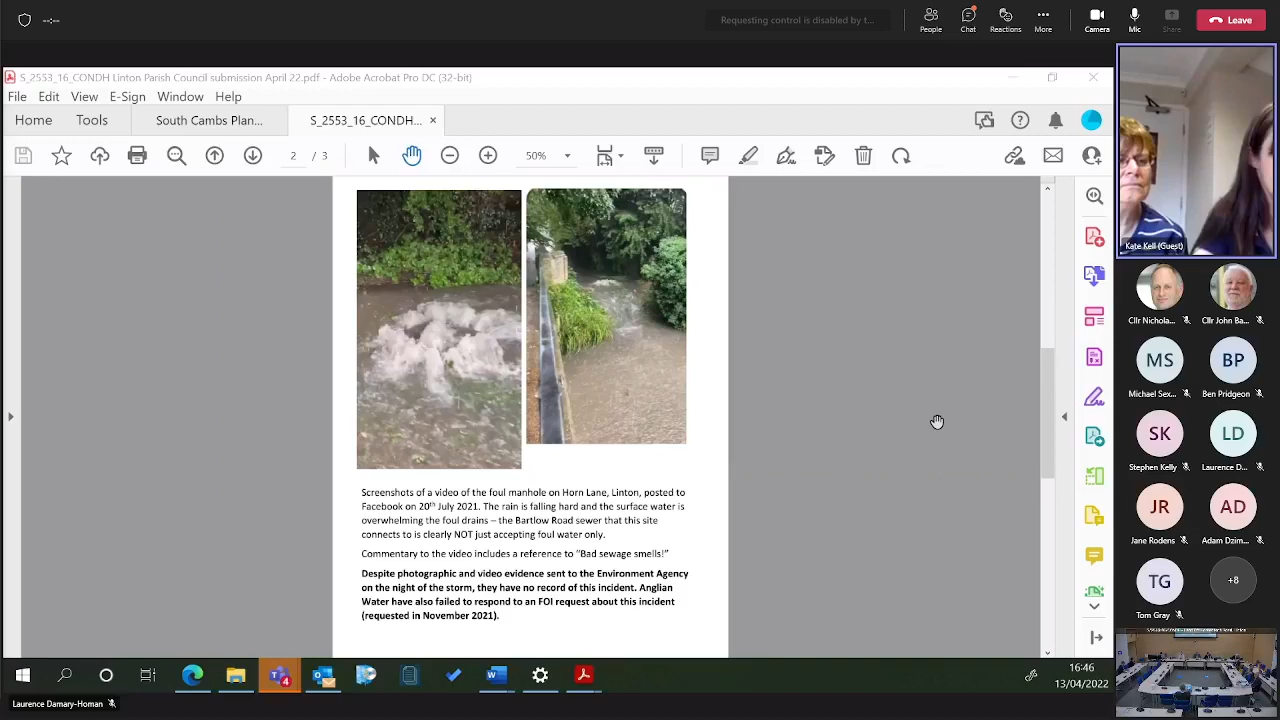 --:--
Requesting control is disabled by t...
People
Chat
Reactions
More
Camera
Mic
Share
Leave
S_2553_16_CONDH Linton Parish Council submission April 22.pdf - Adobe Acrobat Pro DC (32-bit)
File Edit View E-Sign Window Help
Home Tools South Cambs Plan... S_2553_16_CONDH... ×
2 / 3 50%
Screenshots of a video of the foul manhole on Horn Lane, Linton, posted to
Facebook on 20th July 2021. The rain is falling hard and the surface water is
overwhelming the foul drains – the Bartlow Road sewer that this site
connects to is clearly NOT just accepting foul water only.
Commentary to the video includes a reference to “Bad sewage smells!”
Despite photographic and video evidence sent to the Environment Agency
on the night of the storm, they have no record of this incident. Anglian
Water have also failed to respond to an FOI request about this incident
(requested in November 2021).
Kate Kell (Guest)
Cllr Nichola...
Cllr John Ba...
MS
BP
Michael Sex...
Ben Pridgeon
SK
LD
Stephen Kelly
Laurence D...
JR
AD
Jane Rodens
Adam Dzim...
TG
+8
Tom Gray
4
16:46
13/04/2022
Laurence Damary-Homan